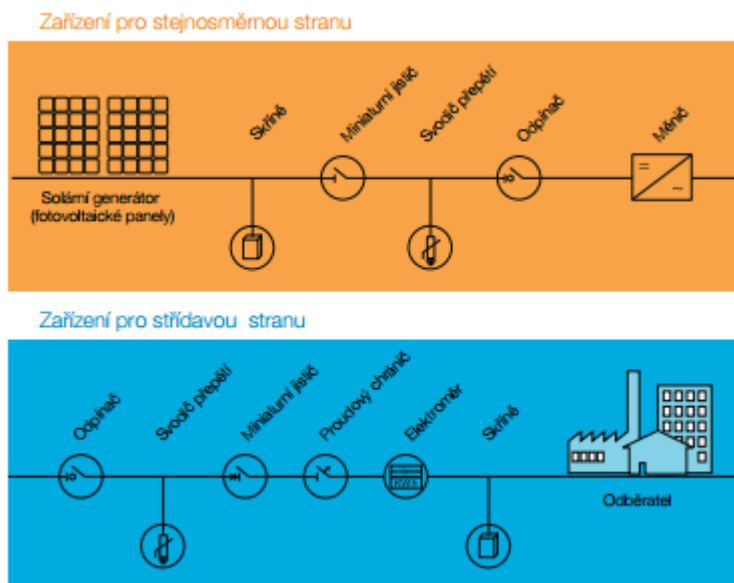 Zařízení pro stejnosměrnou stranu
Skříně
Miniaturní jistič
Svodič přepětí
Odpínač
Měnič
Solární generátor
(fotovoltaické panely)
Zařízení pro střídavou stranu
Odpínač
Svodič přepětí
Miniaturní jistič
Proudový chránič
Elektroměr
Skříně
Odběratel